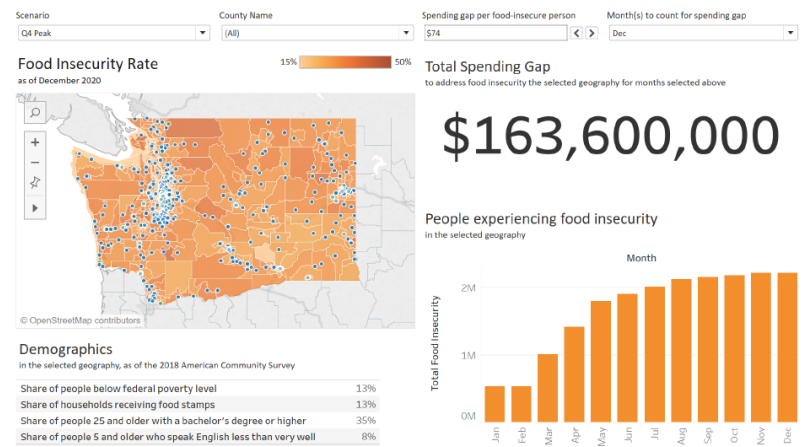 Scenario
Q4 Peak
County Name
(All)
Spending gap per food-insecure person
$74
Month(s) to count for spending gap
Dec
Food Insecurity Rate
as of December 2020
15%
50%
© OpenStreetMap contributors
Total Spending Gap
to address food insecurity the selected geography for months selected above
$163,600,000
People experiencing food insecurity
in the selected geography
Month
Total Food Insecurity
2M
1M
0M
Jan
Feb
Mar
Apr
May
Jun
Jul
Aug
Sep
Oct
Nov
Dec
Demographics
in the selected geography, as of the 2018 American Community Survey
Share of people below federal poverty level 13%
Share of households receiving food stamps 13%
Share of people 25 and older with a bachelor's degree or higher 35%
Share of people 5 and older who speak English less than very well 8%